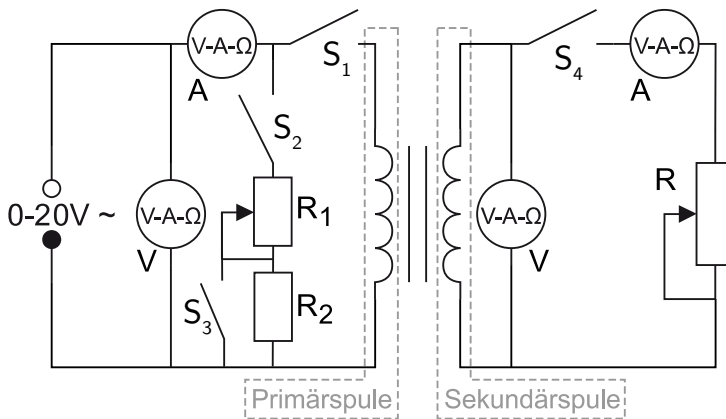 V-A-Ω
A
S₁
S₂
0-20V ~
V-A-Ω
V
R₁
S₃
R₂
Primärspule
V-A-Ω
V
S₄
V-A-Ω
A
R
Sekundärspule